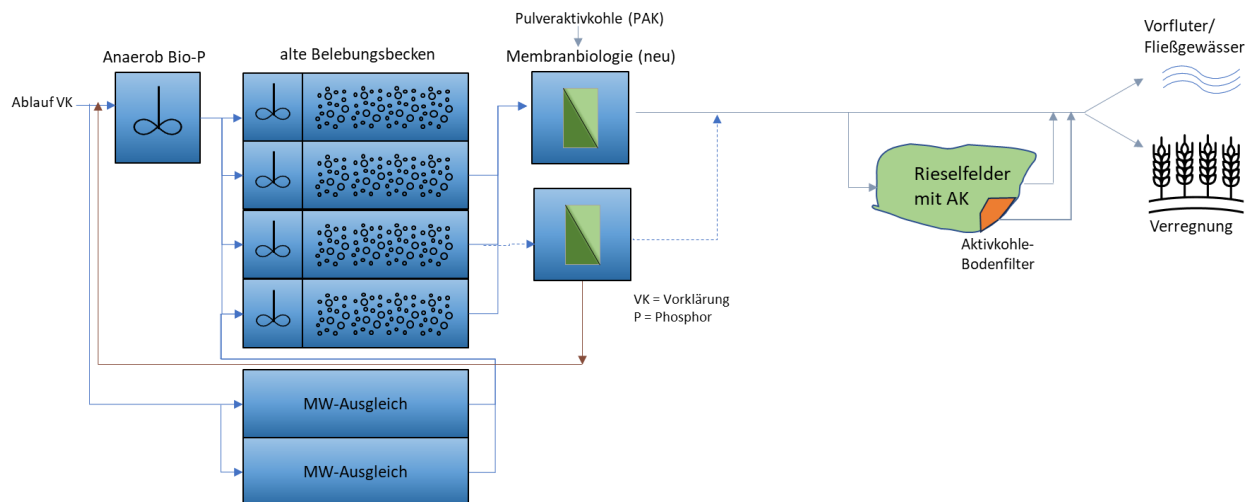 Pulveraktivkohle (PAK)
Anaerob Bio-P
alte Belebungsbecken
Membranbiologie (neu)
Vorfluter/
Fließgewässer
Ablauf VK
Rieselfelder
mit AK
Verregnung
Aktivkohle-
Bodenfilter
VK = Vorklärung
P = Phosphor
MW-Ausgleich
MW-Ausgleich